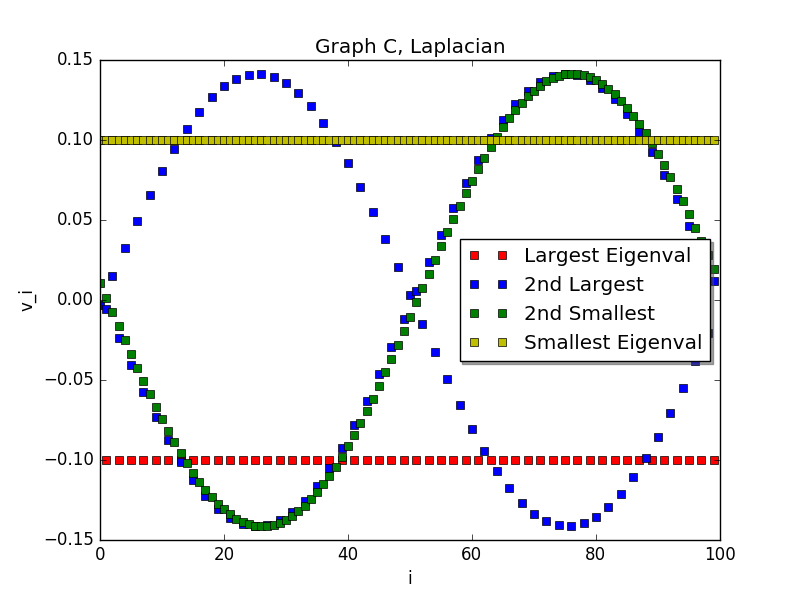 Graph C, Laplacian
0.15
0.10
0.05
0.00
−0.05
−0.10
−0.15
v_i
Largest Eigenval
2nd Largest
2nd Smallest
Smallest Eigenval
0 20 40 60 80 100
i